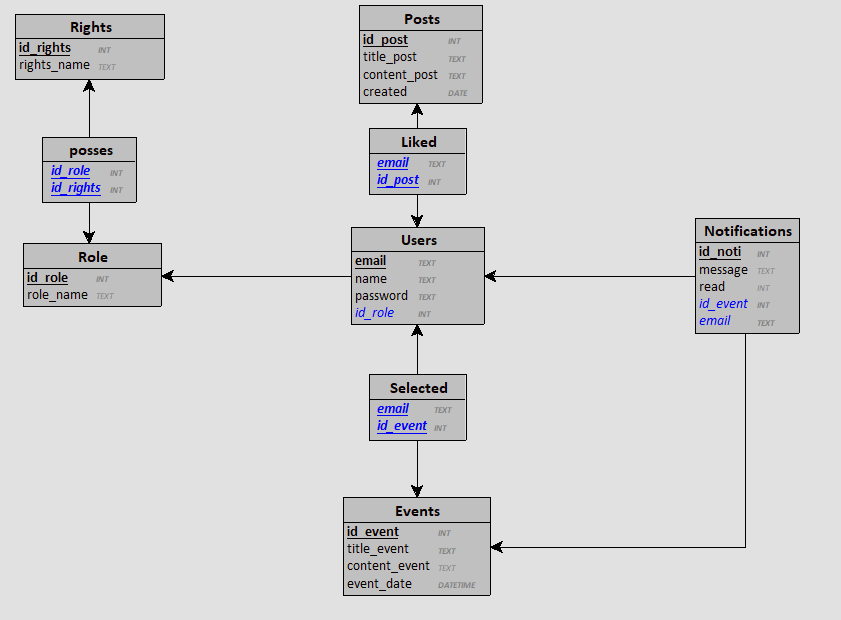 Rights
id_rights INT
rights_name TEXT
posses
id_role INT
id_rights INT
Role
id_role INT
role_name TEXT
Posts
id_post INT
title_post TEXT
content_post TEXT
created DATE
Liked
email TEXT
id_post INT
Users
email TEXT
name TEXT
password TEXT
id_role INT
Selected
email TEXT
id_event INT
Events
id_event INT
title_event TEXT
content_event TEXT
event_date DATETIME
Notifications
id_noti INT
message TEXT
read INT
id_event INT
email TEXT